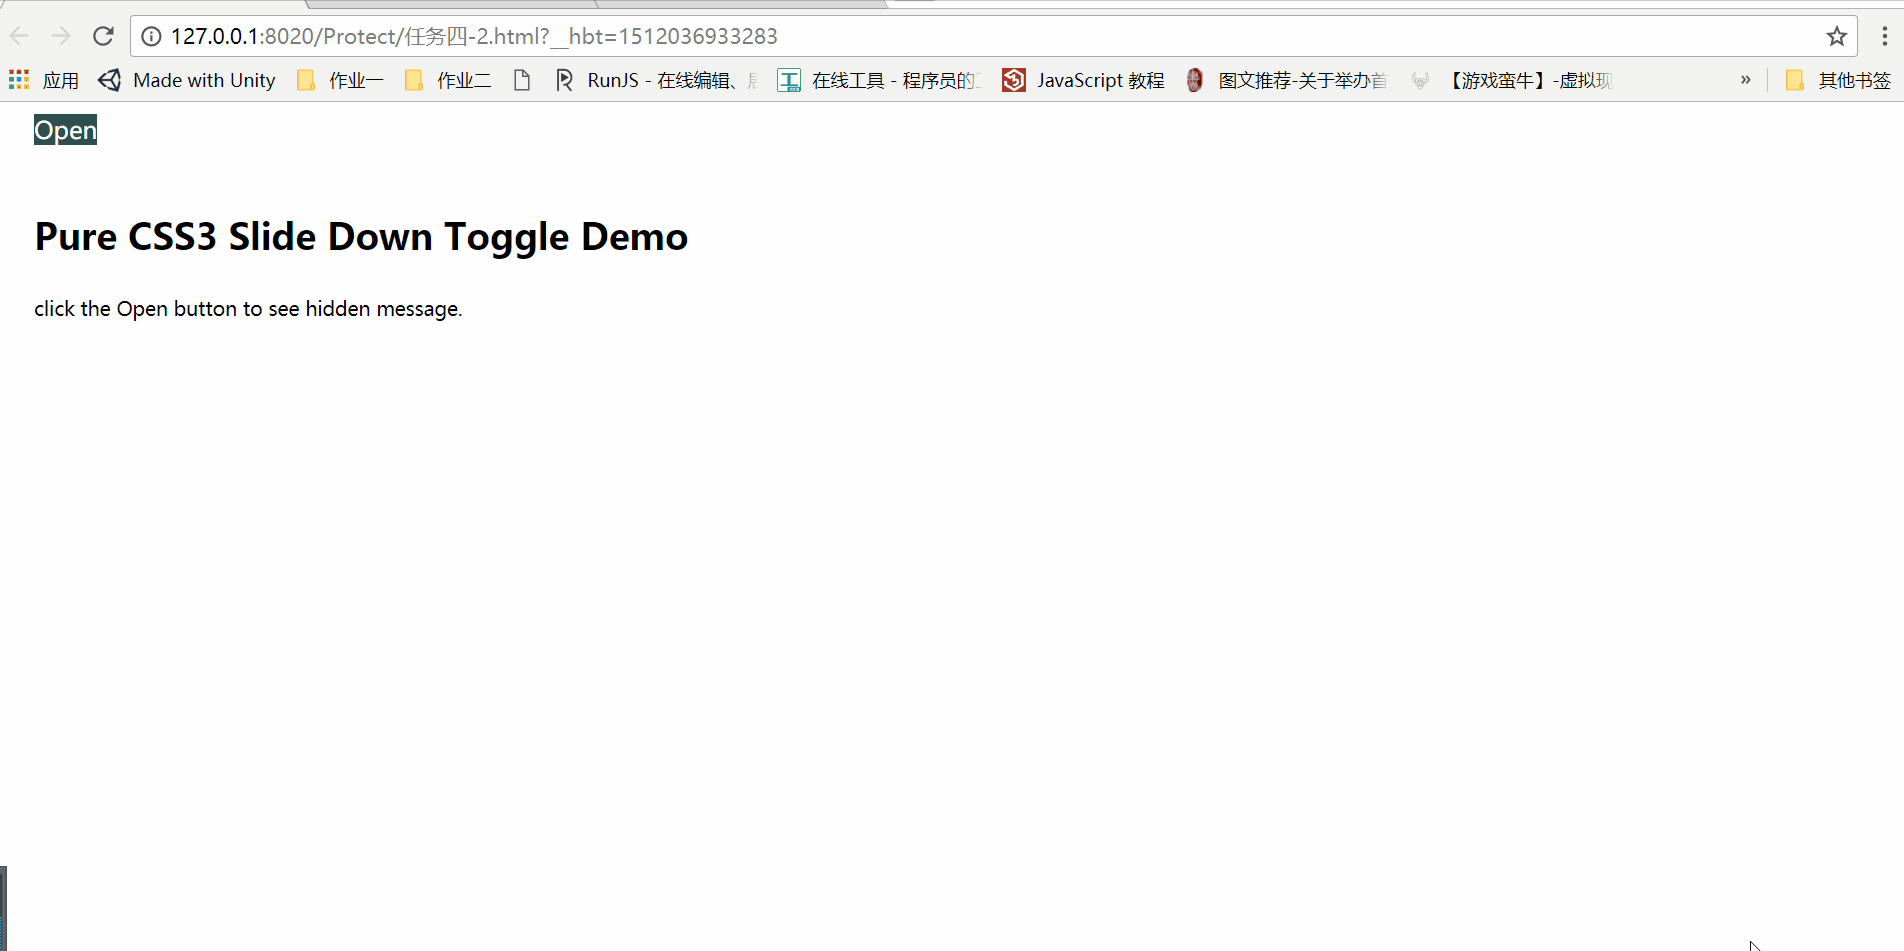 127.0.0.1:8020/Protect/任务四-2.html?__hbt=1512036933283
应用 Made with Unity 作业一 作业二 RunJS - 在线编辑、 在线工具 - 程序员的 JavaScript 教程 图文推荐-关于举办首 【游戏蛮牛】-虚拟现 » 其他书签
Open
Pure CSS3 Slide Down Toggle Demo
click the Open button to see hidden message.